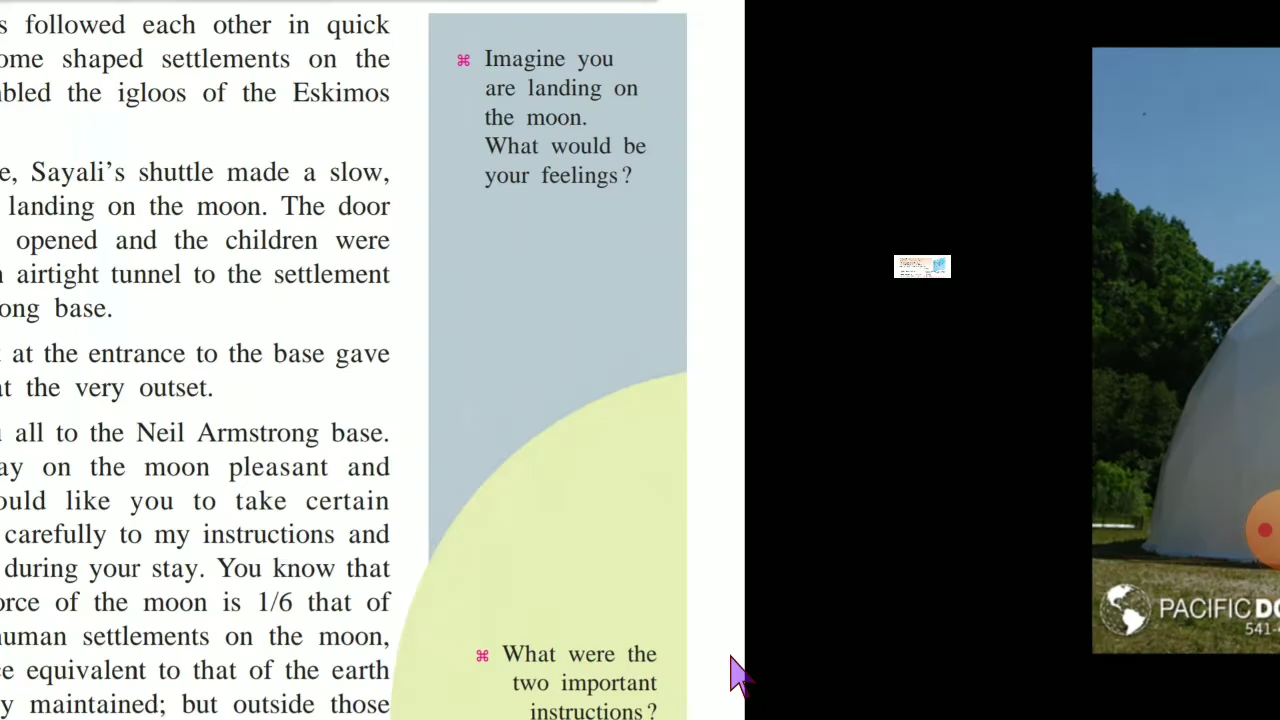 s followed each other in quick
ome shaped settlements on the
bled the igloos of the Eskimos
e, Sayali's shuttle made a slow,
landing on the moon. The door
opened and the children were
airtight tunnel to the settlement
ong base.
at the entrance to the base gave
at the very outset.
all to the Neil Armstrong base.
ay on the moon pleasant and
ould like you to take certain
carefully to my instructions and
during your stay. You know that
orce of the moon is 1/6 that of
human settlements on the moon,
ce equivalent to that of the earth
y maintained; but outside those
⌘ Imagine you
are landing on
the moon.
What would be
your feelings?
⌘ What were the
two important
instructions?
PACIFIC DO
541-